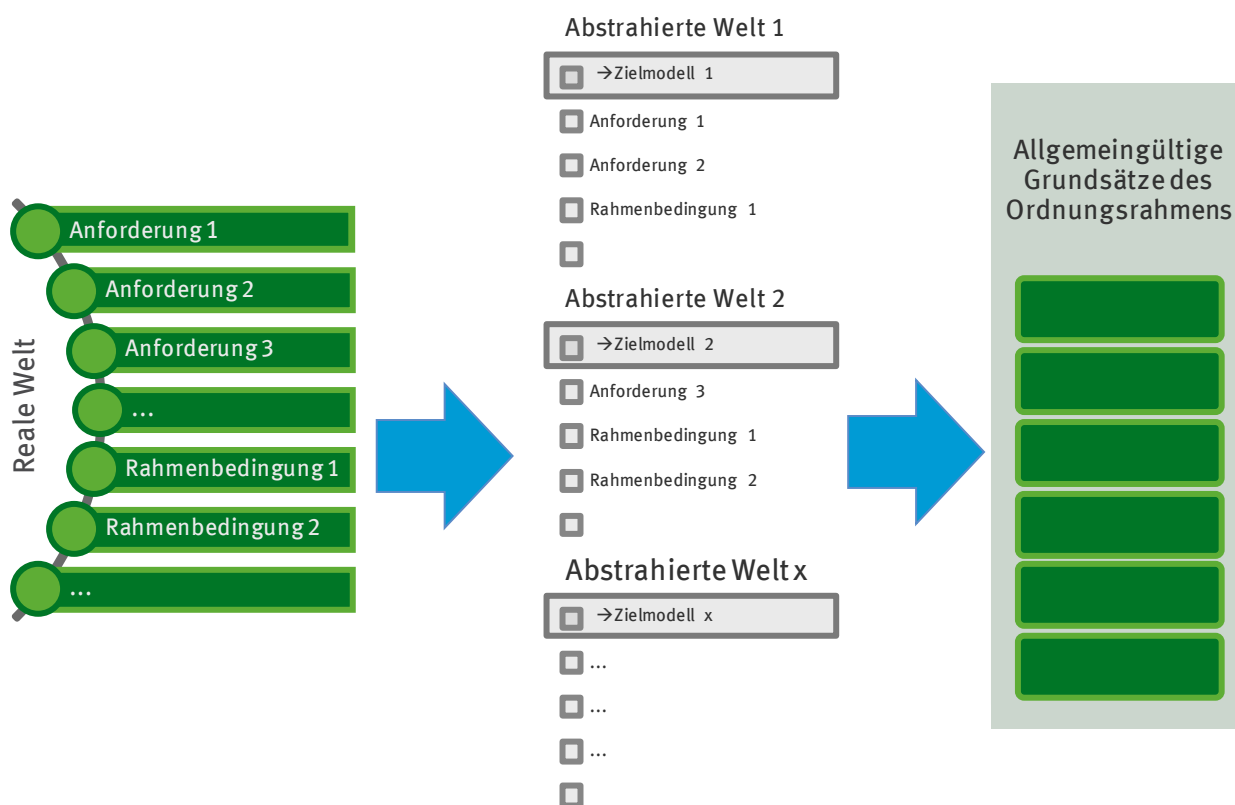 Reale Welt
Anforderung 1
Anforderung 2
Anforderung 3
...
Rahmenbedingung 1
Rahmenbedingung 2
...
Abstrahierte Welt 1
→Zielmodell 1
Anforderung 1
Anforderung 2
Rahmenbedingung 1
Abstrahierte Welt 2
→Zielmodell 2
Anforderung 3
Rahmenbedingung 1
Rahmenbedingung 2
Abstrahierte Welt x
→Zielmodell x
...
...
...
Allgemeingültige
Grundsätze des
Ordnungsrahmens